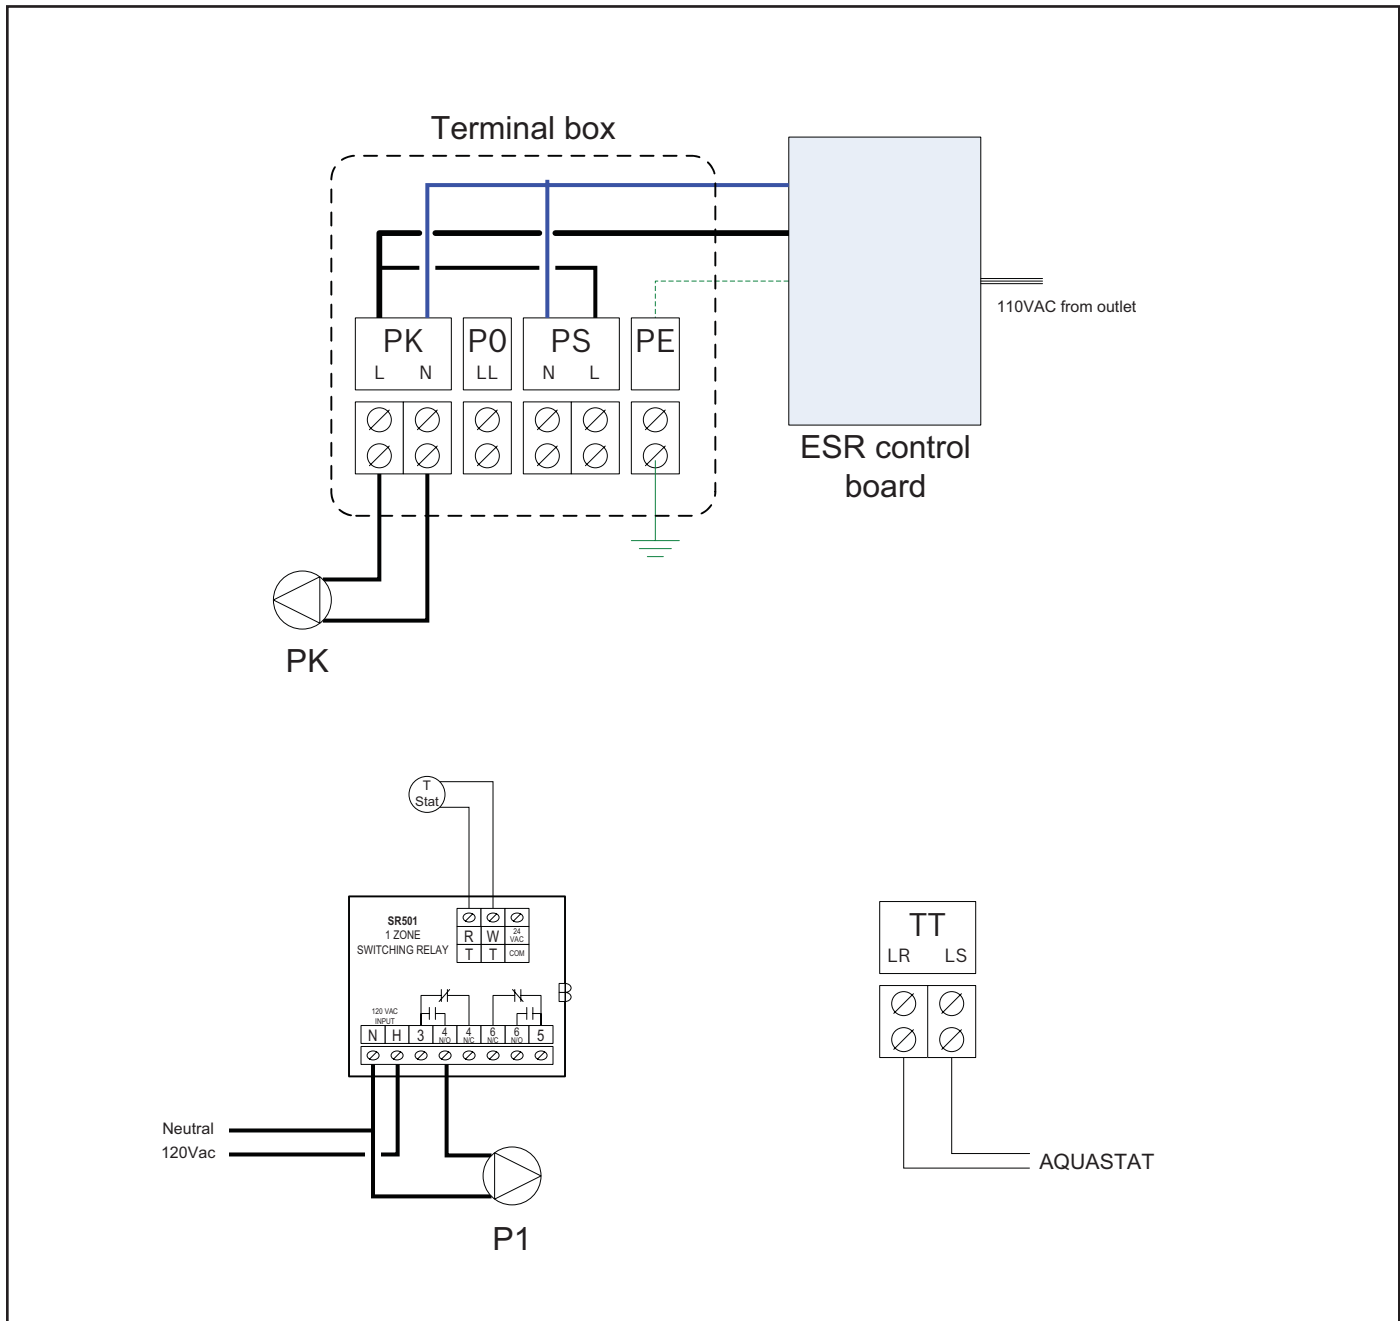 Terminal box
110VAC from outlet
PK P0 PS PE
L N LL N L
ESR control
board
PK
T
Stat
SR501
1 ZONE
SWITCHING RELAY
R W 24
VAC
T T COM
B
120 VAC
INPUT
N H 3 4 4 6 6 5
N/O N/C N/C N/O
Neutral
120Vac
P1
TT
LR LS
AQUASTAT